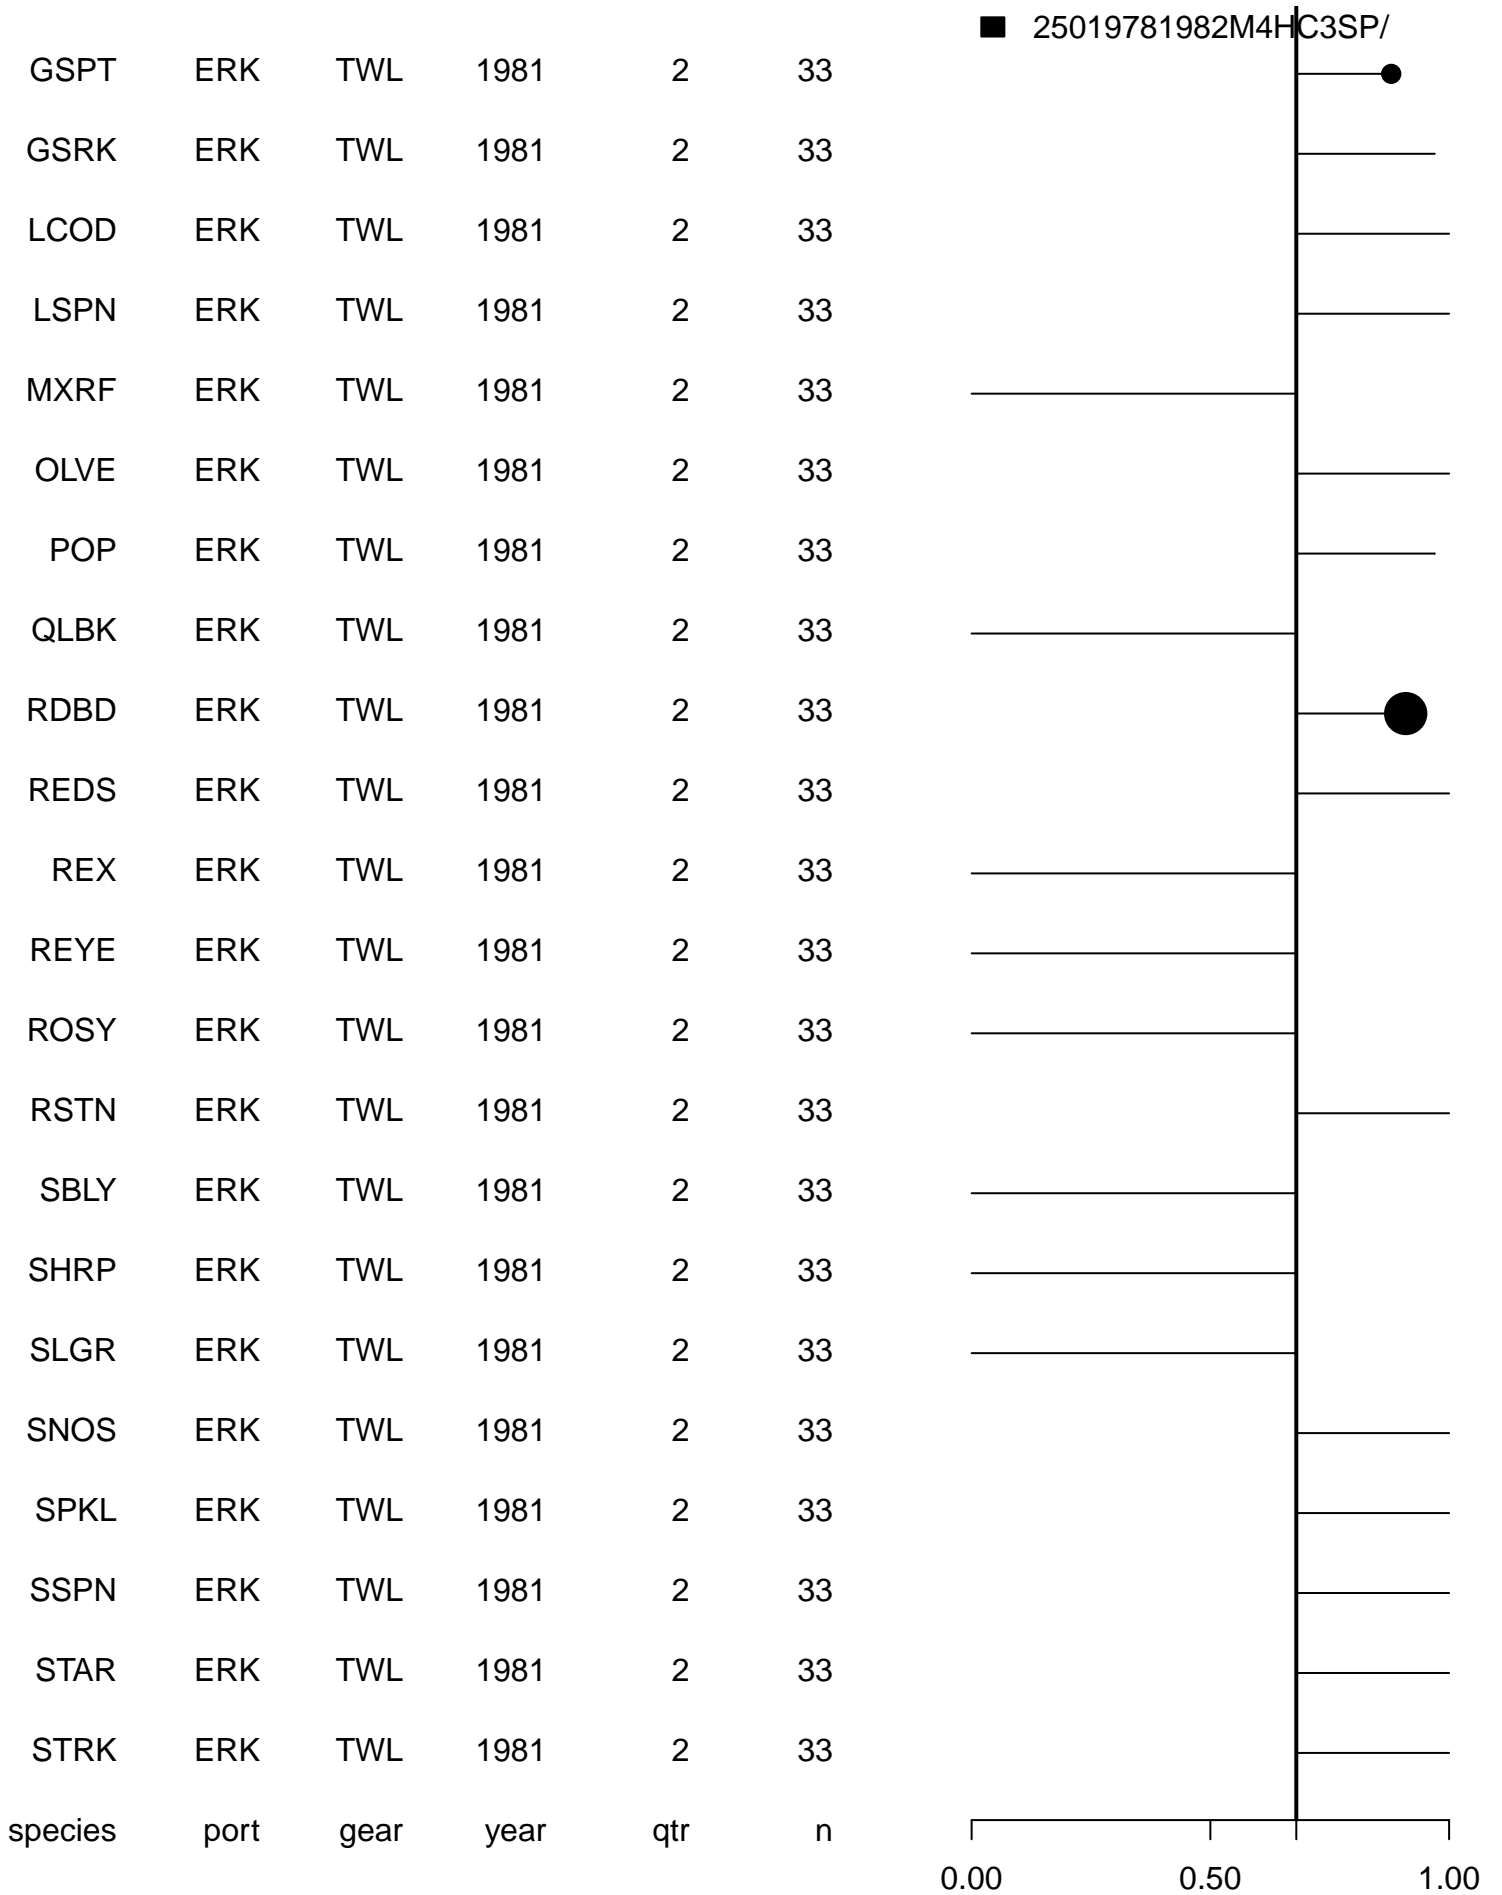 25019781982M4HC3SP/
GSPT ERK TWL 1981 2 33
GSRK ERK TWL 1981 2 33
LCOD ERK TWL 1981 2 33
LSPN ERK TWL 1981 2 33
MXRF ERK TWL 1981 2 33
OLVE ERK TWL 1981 2 33
POP ERK TWL 1981 2 33
QLBK ERK TWL 1981 2 33
RDBD ERK TWL 1981 2 33
REDS ERK TWL 1981 2 33
REX ERK TWL 1981 2 33
REYE ERK TWL 1981 2 33
ROSY ERK TWL 1981 2 33
RSTN ERK TWL 1981 2 33
SBLY ERK TWL 1981 2 33
SHRP ERK TWL 1981 2 33
SLGR ERK TWL 1981 2 33
SNOS ERK TWL 1981 2 33
SPKL ERK TWL 1981 2 33
SSPN ERK TWL 1981 2 33
STAR ERK TWL 1981 2 33
STRK ERK TWL 1981 2 33
species port gear year qtr n
0.00 0.50 1.00